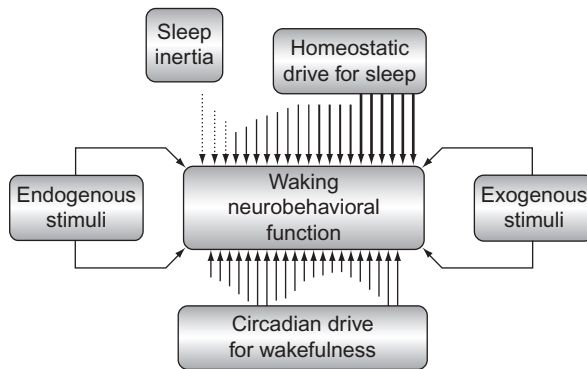 Sleep
inertia
Homeostatic
drive for sleep
Endogenous
stimuli
Waking
neurobehavioral
function
Exogenous
stimuli
Circadian drive
for wakefulness